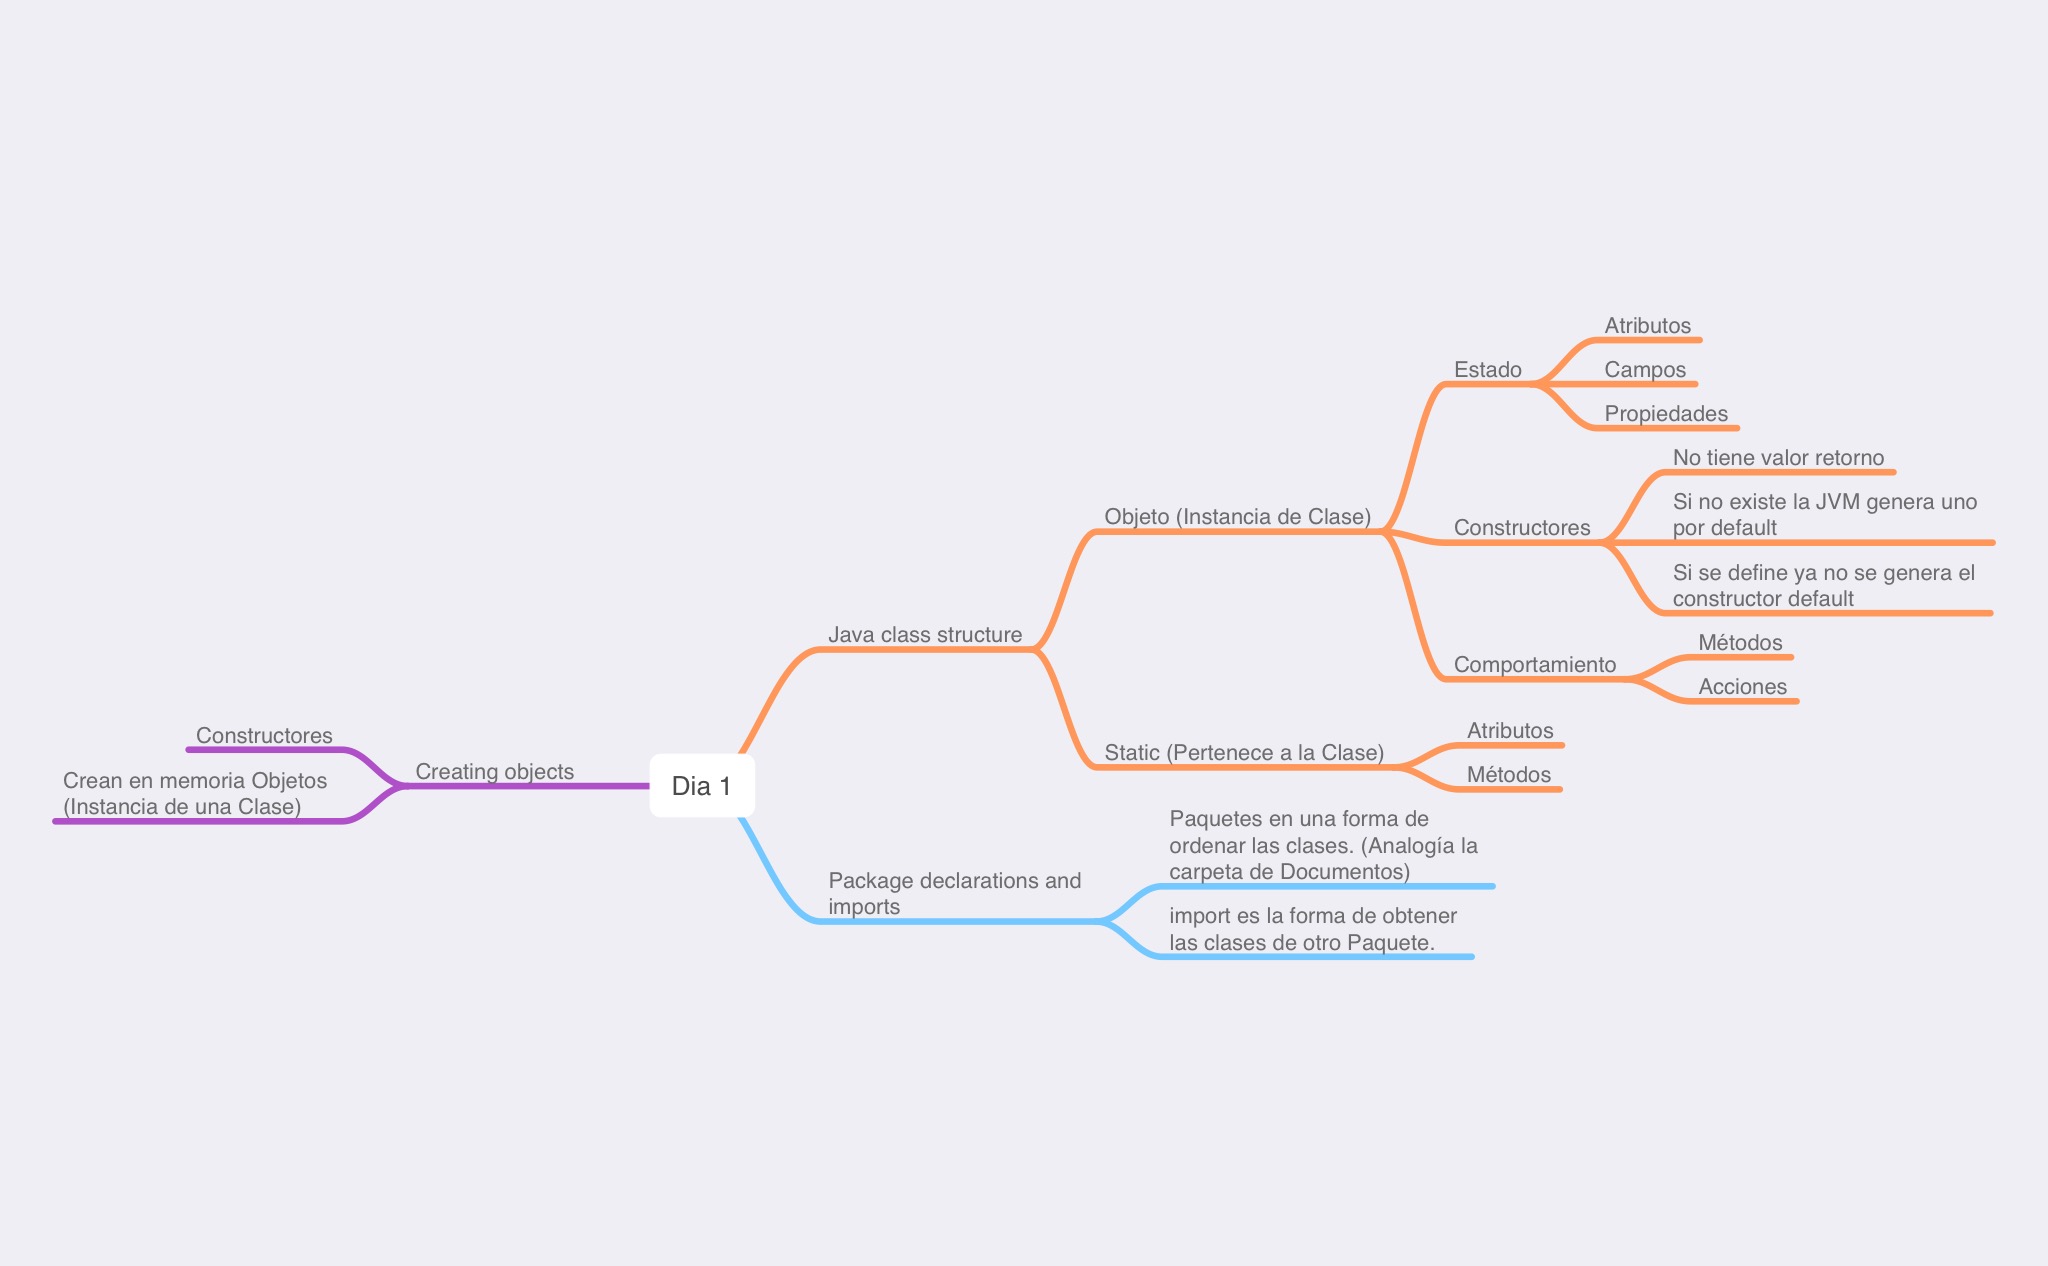 Dia 1
Java class structure
Objeto (Instancia de Clase)
Estado
Atributos
Campos
Propiedades
Constructores
No tiene valor retorno
Si no existe la JVM genera uno
por default
Si se define ya no se genera el
constructor default
Comportamiento
Métodos
Acciones
Static (Pertenece a la Clase)
Atributos
Métodos
Package declarations and
imports
Paquetes en una forma de
ordenar las clases. (Analogía la
carpeta de Documentos)
import es la forma de obtener
las clases de otro Paquete.
Creating objects
Constructores
Crean en memoria Objetos
(Instancia de una Clase)